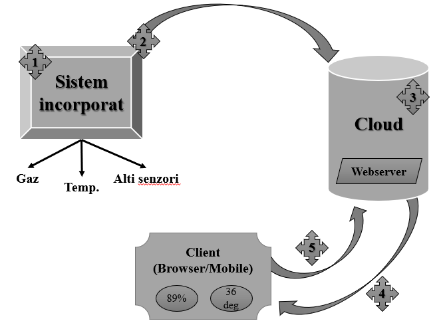 1
2
Sistem
incorporat
3
Cloud
Webserver
Gaz
Temp.
Alti senzori
5
Client
(Browser/Mobile)
89%
36
deg
4